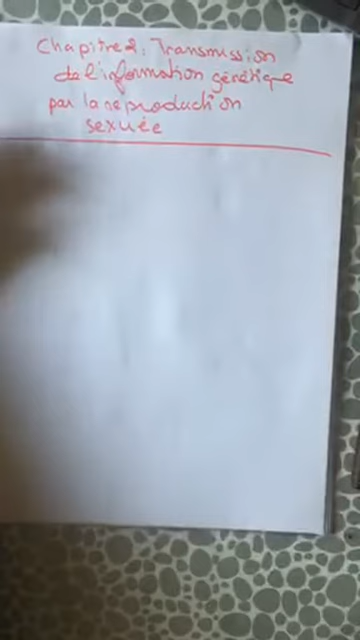 Chapitre 2: Transmission
de l'information génétique
par la reproduction
sexuée